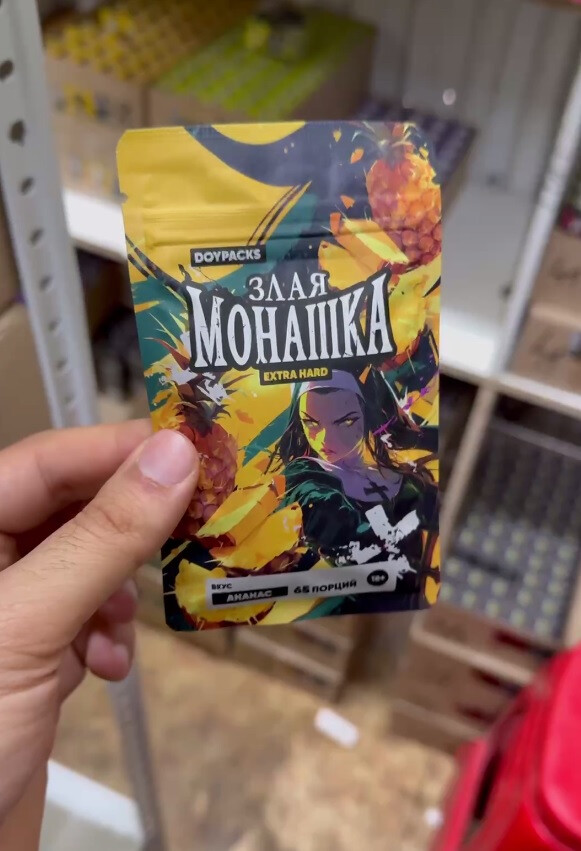 DOYPACKS
ЗЛАЯ
МОНАШКА
EXTRA HARD
ВКУС
АНАНАС
65 ПОРЦИЙ
18+